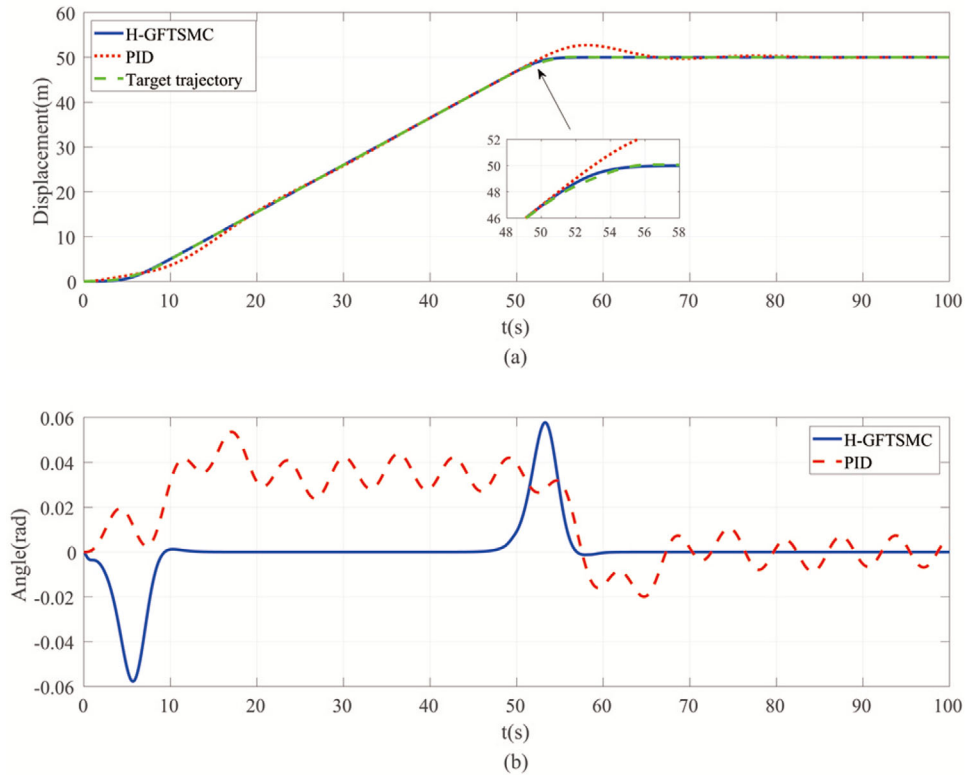 60
50
40
30
20
10
0
Displacement(m)
H-GFTSMC
PID
Target trajectory
52
50
48
46
48 50 52 54 56 58
0 10 20 30 40 50 60 70 80 90 100
t(s)
(a)
0.06
0.04
0.02
0
-0.02
-0.04
-0.06
Angle(rad)
H-GFTSMC
PID
0 10 20 30 40 50 60 70 80 90 100
t(s)
(b)